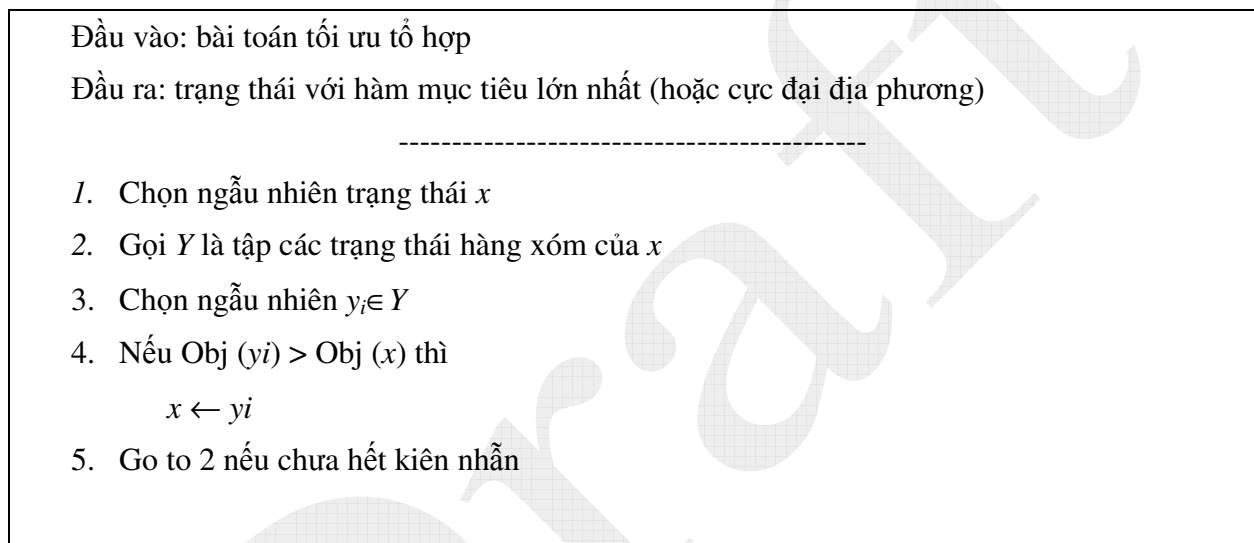 Đầu vào: bài toán tối ưu tổ hợp
Đầu ra: trạng thái với hàm mục tiêu lớn nhất (hoặc cực đại địa phương)
--------------------------------------------
1. Chọn ngẫu nhiên trạng thái x
2. Gọi Y là tập các trạng thái hàng xóm của x
3. Chọn ngẫu nhiên yi∈ Y
4. Nếu Obj (yi) > Obj (x) thì
x ← yi
5. Go to 2 nếu chưa hết kiên nhẫn